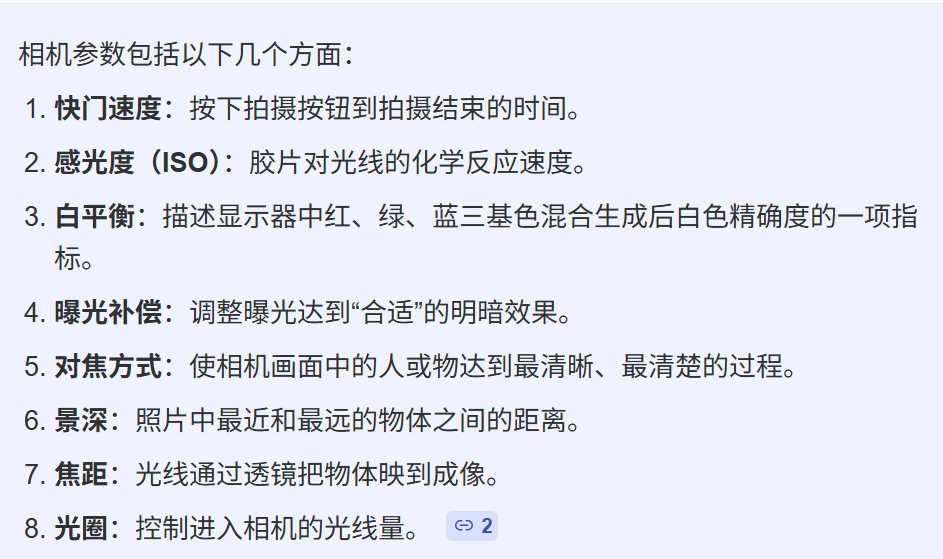 相机参数包括以下几个方面：
1. 快门速度：按下拍摄按钮到拍摄结束的时间。
2. 感光度（ISO）：胶片对光线的化学反应速度。
3. 白平衡：描述显示器中红、绿、蓝三基色混合生成后白色精确度的一项指
标。
4. 曝光补偿：调整曝光达到“合适”的明暗效果。
5. 对焦方式：使相机画面中的人或物达到最清晰、最清楚的过程。
6. 景深：照片中最近和最远的物体之间的距离。
7. 焦距：光线通过透镜把物体映到成像。
8. 光圈：控制进入相机的光线量。 2